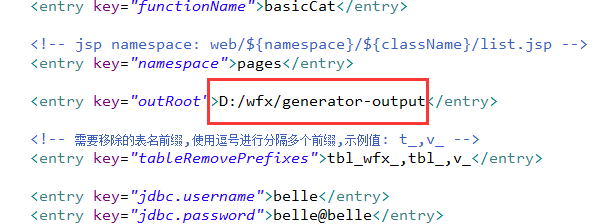 <entry key="functionName">basicCat</entry>
<!-- jsp namespace: web/${namespace}/${className}/list.jsp -->
<entry key="namespace">pages</entry>
<entry key="outRoot">D:/wfx/generator-output</entry>
<!-- 需要移除的表名前缀,使用逗号进行分隔多个前缀,示例值: t_,v_ -->
<entry key="tableRemovePrefixes">tbl_wfx_,tbl_,v_</entry>
<entry key="jdbc.username">belle</entry>
<entry key="jdbc.password">belle@belle</entry>